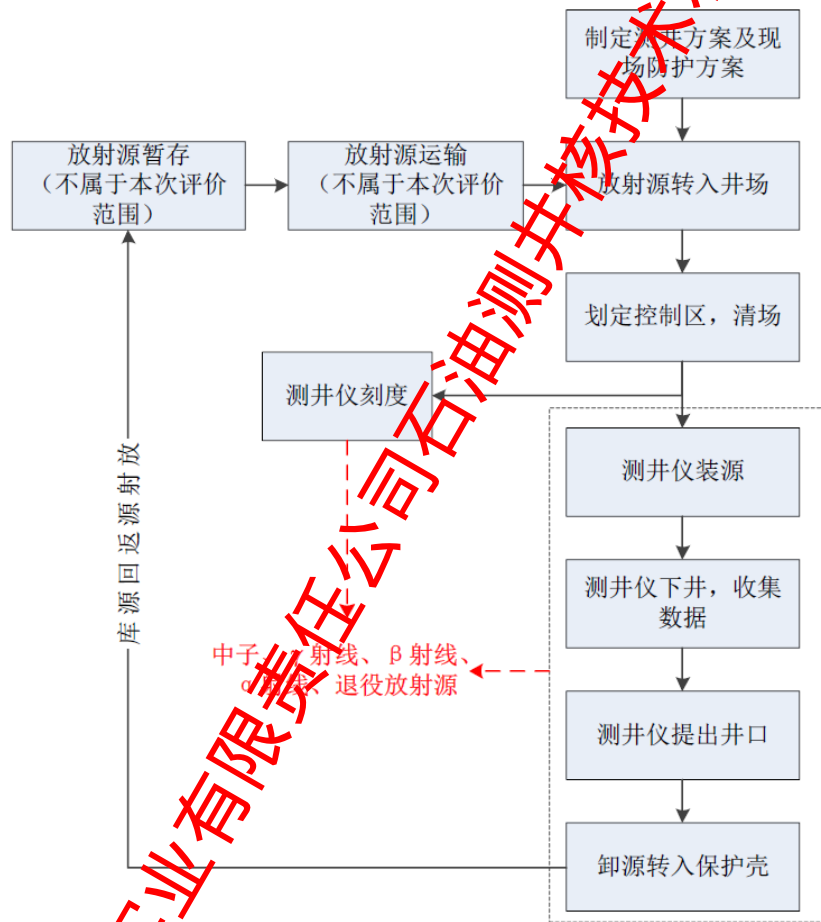 制定测井方案及现
场防护方案
放射源暂存
（不属于本次评价
范围）
放射源运输
（不属于本次评价
范围）
放射源转入井场
划定控制区，清场
测井仪刻度
测井仪装源
测井仪下井，收集
数据
测井仪提出井口
卸源转入保护壳
放射源返回源库
中子、γ射线、β射线、
α射线、退役放射源
业有限责任公司石油测井核技术